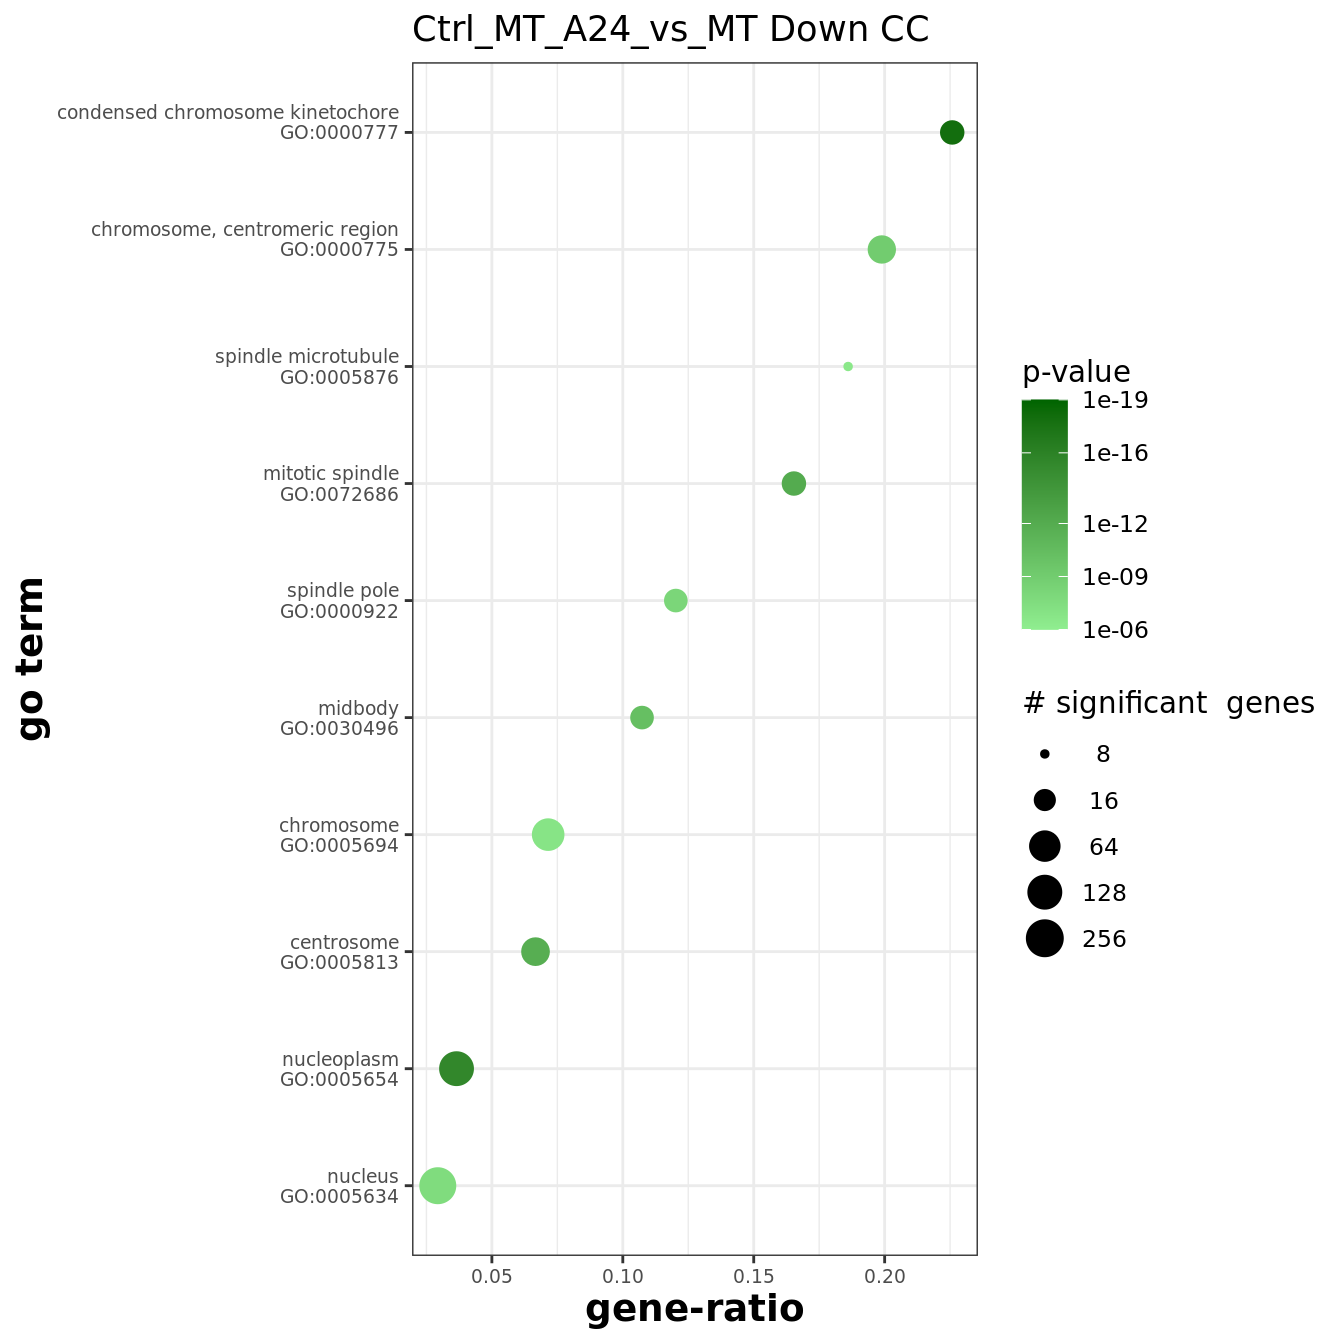 Ctrl_MT_A24_vs_MT Down CC
condensed chromosome kinetochore
GO:0000777
chromosome, centromeric region
GO:0000775
spindle microtubule
GO:0005876
mitotic spindle
GO:0072686
spindle pole
GO:0000922
midbody
GO:0030496
chromosome
GO:0005694
centrosome
GO:0005813
nucleoplasm
GO:0005654
nucleus
GO:0005634
go term
0.05
0.10
0.15
0.20
gene-ratio
p-value
1e-19
1e-16
1e-12
1e-09
1e-06
# significant  genes
8
16
64
128
256